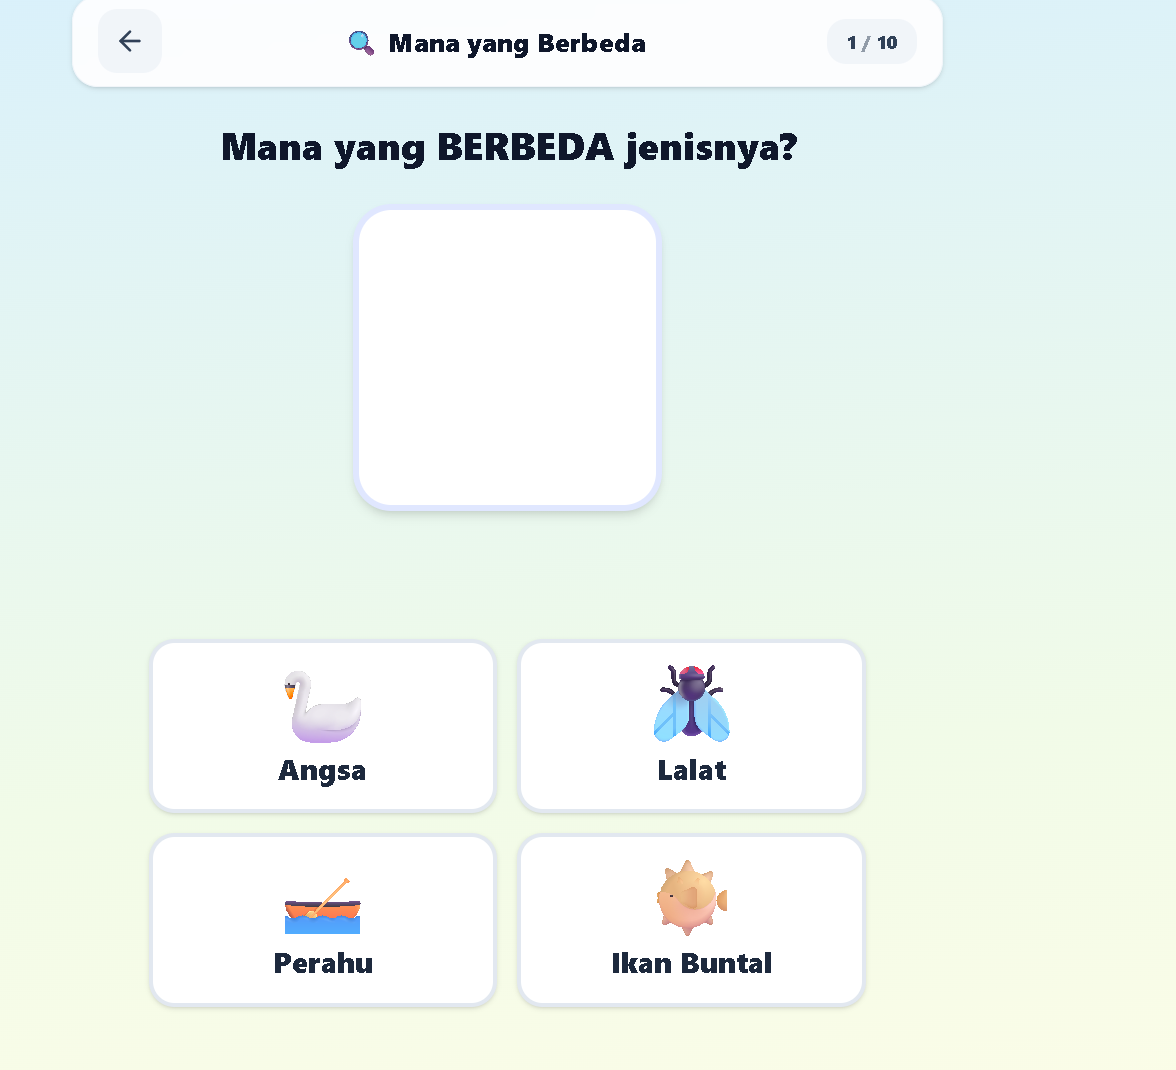 Mana yang Berbeda
1 / 10
Mana yang BERBEDA jenisnya?
Angsa
Lalat
Perahu
Ikan Buntal